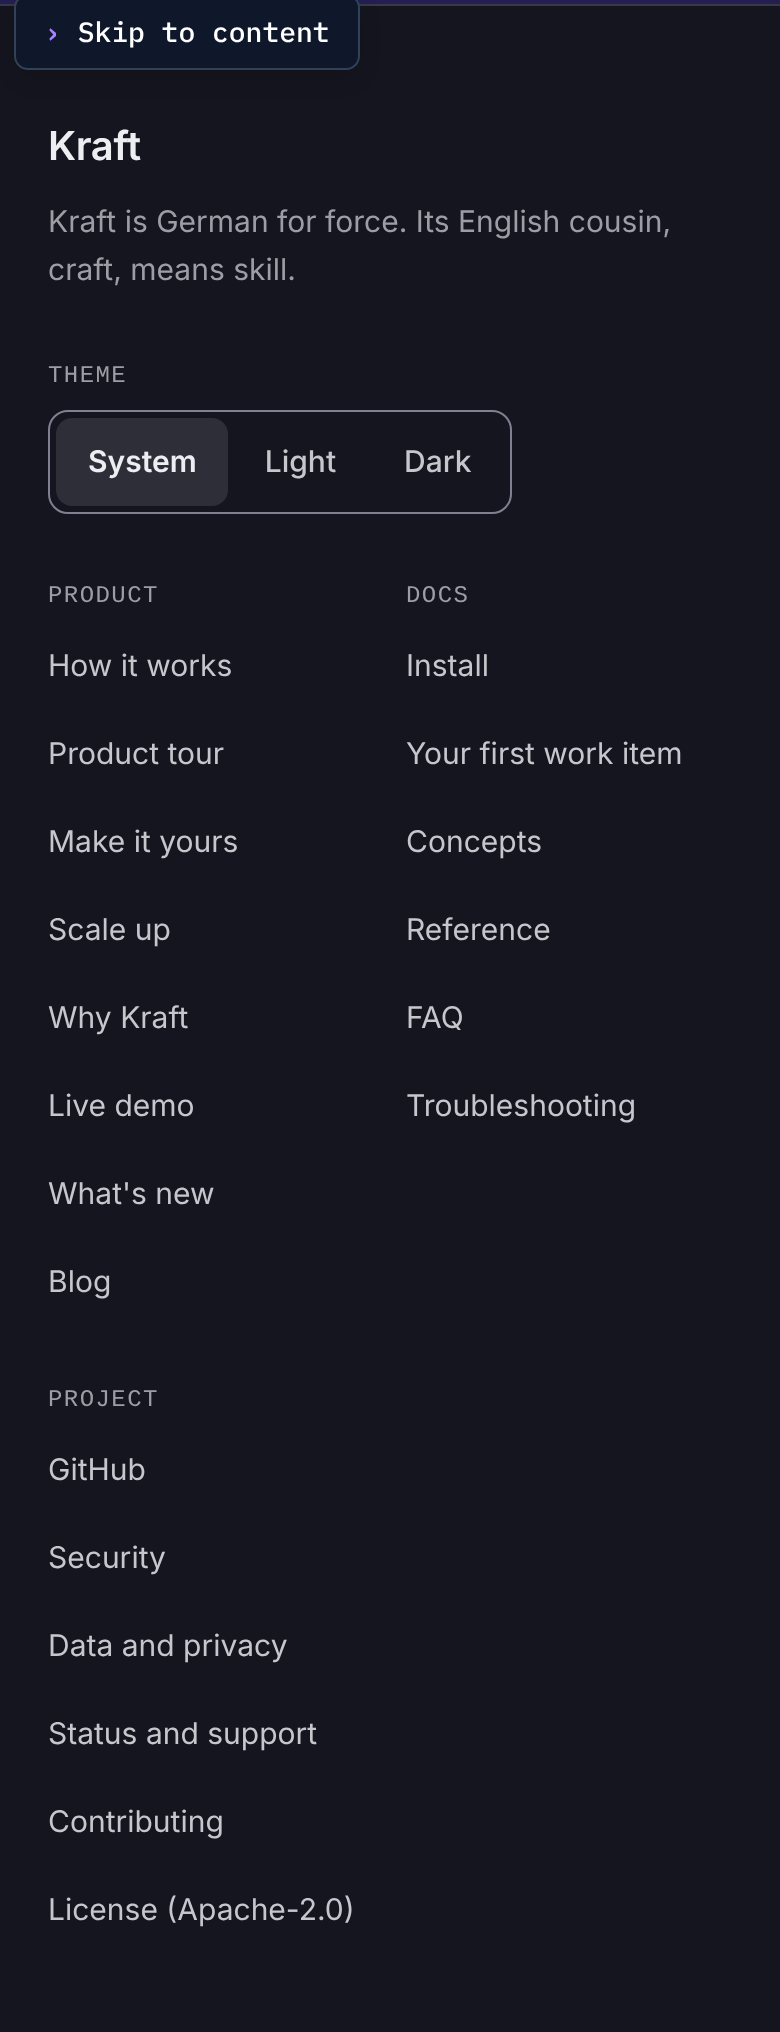 › Skip to content
Kraft
Kraft is German for force. Its English cousin,
craft, means skill.
THEME
System Light Dark
PRODUCT
How it works
Product tour
Make it yours
Scale up
Why Kraft
Live demo
What's new
Blog
DOCS
Install
Your first work item
Concepts
Reference
FAQ
Troubleshooting
PROJECT
GitHub
Security
Data and privacy
Status and support
Contributing
License (Apache-2.0)